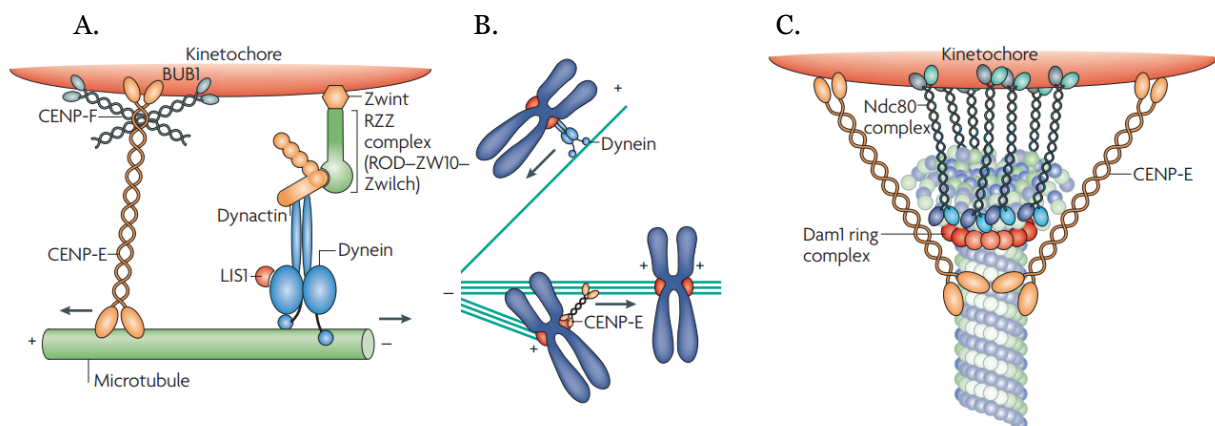 A.
Kinetochore
BUB1
CENP-F
Zwint
RZZ
complex
(ROD–ZW10–
Zwilch)
Dynactin
CENP-E
Dynein
LIS1
+
−
Microtubule
B.
+
Dynein
−
+
+
+
CENP-E
C.
Kinetochore
Ndc80
complex
CENP-E
Dam1 ring
complex